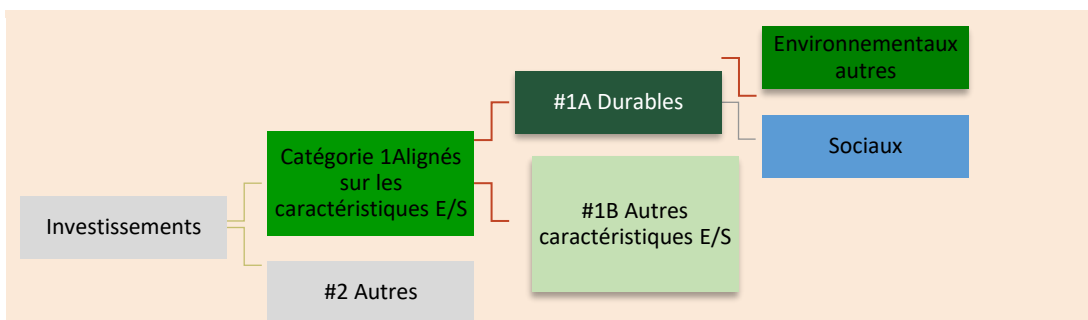 Investissements
Catégorie 1Alignés
sur les
caractéristiques E/S
#2 Autres
#1A Durables
#1B Autres
caractéristiques E/S
Environnementaux
autres
Sociaux